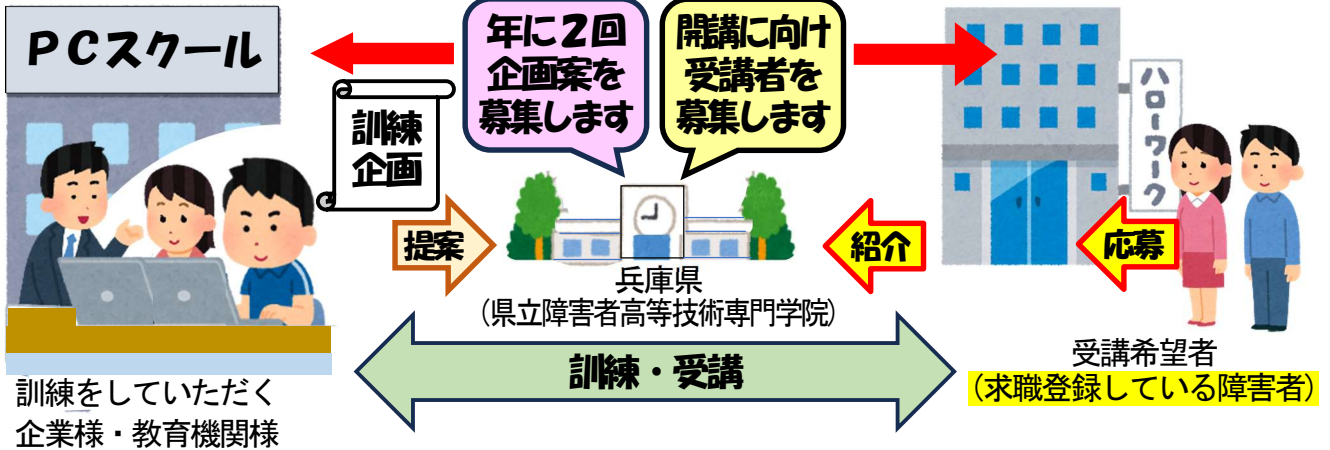 PCスクール
年に2回
企画案を
募集します
開講に向け
受講者を
募集します
ハローワーク
訓練
企画
提案
紹介
応募
兵庫県
(県立障害者高等技術専門学院)
訓練・受講
訓練をしていただく
企業様・教育機関様
受講希望者
(求職登録している障害者)